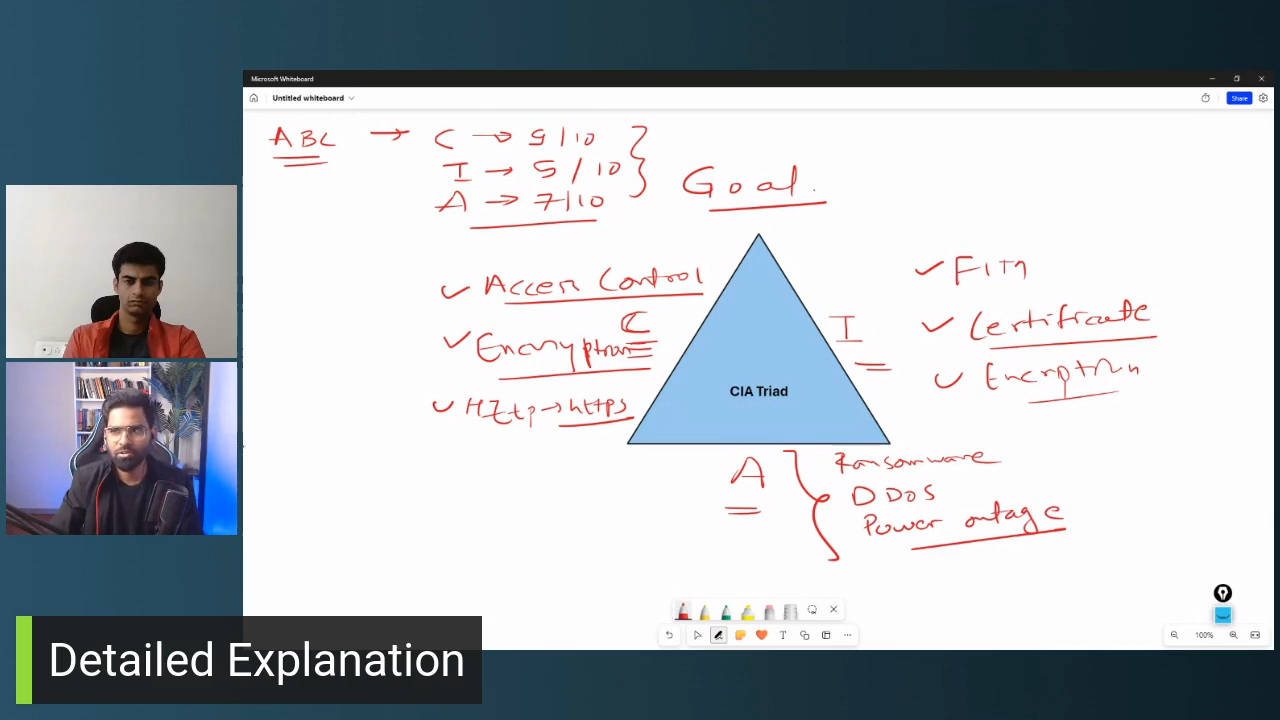 Microsoft Whiteboard
Untitled whiteboard
Share
ABC → C → 9/10
I → 5/10
A → 7/10
Goal.
✓ Access Control
C
✓ Encryption
✓ Http → https
CIA Triad
I
✓ FIM
✓ Certificate
✓ Encrption
A
Ransomware
DDoS
Power outage
100%
Detailed Explanation